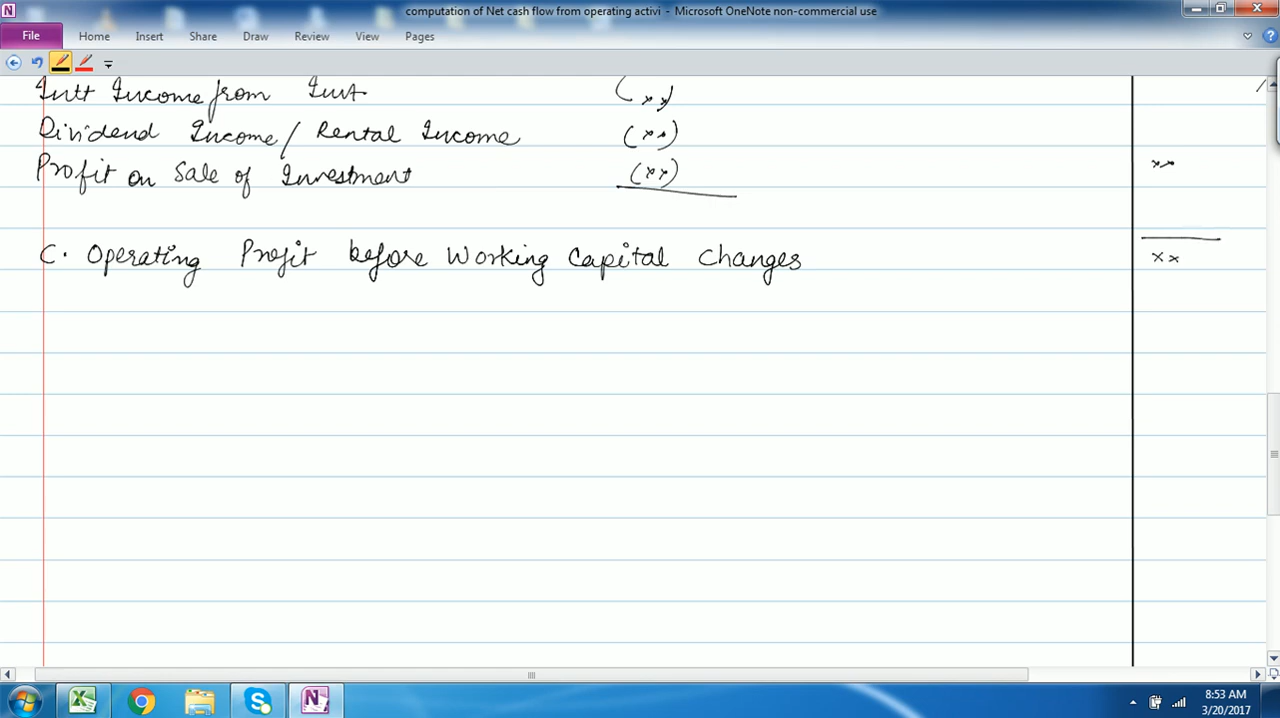 computation of Net cash flow from operating activi - Microsoft OneNote non-commercial use
File Home Insert Share Draw Review View Pages
Intt Income from Invt (xx)
Dividend Income/Rental Income (xx)
Profit on Sale of Investment (xx) xx
C. Operating Profit before Working Capital Changes xx
8:53 AM
3/20/2017